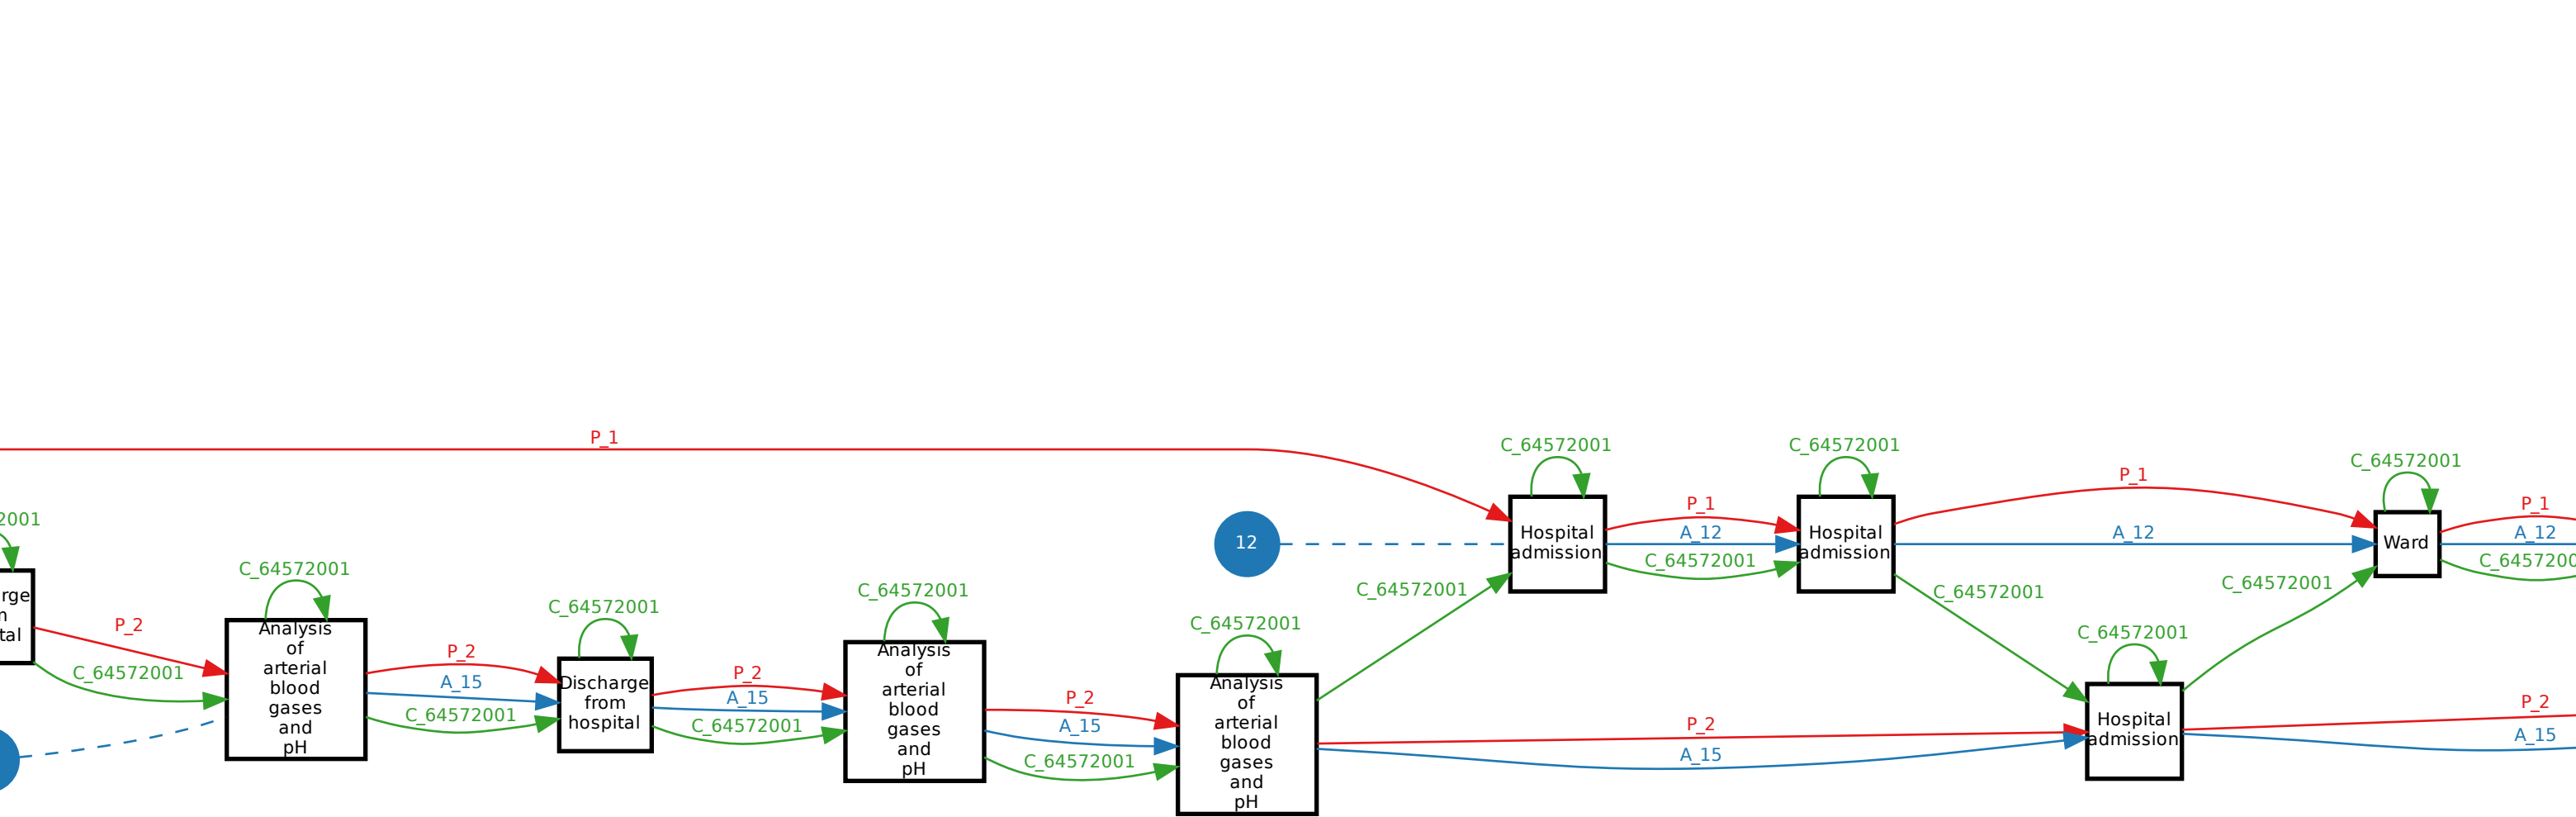 P_1
C_64572001
C_64572001
C_64572001
P_1
2001
P_1
P_1
12
Hospital
admission
A_12
Hospital
admission
A_12
Ward
A_12
C_64572001
C_64572001
C_64572001
C_64572001
C_64572001
C_64572001
C_64572001
rge
n
tal
P_2
C_64572001
Analysis
of
arterial
blood
gases
and
pH
P_2
A_15
C_64572001
Discharge
from
hospital
P_2
A_15
C_64572001
Analysis
of
arterial
blood
gases
and
pH
P_2
A_15
C_64572001
C_64572001
Analysis
of
arterial
blood
gases
and
pH
P_2
A_15
C_64572001
Hospital
admission
P_2
A_15
C_6457200